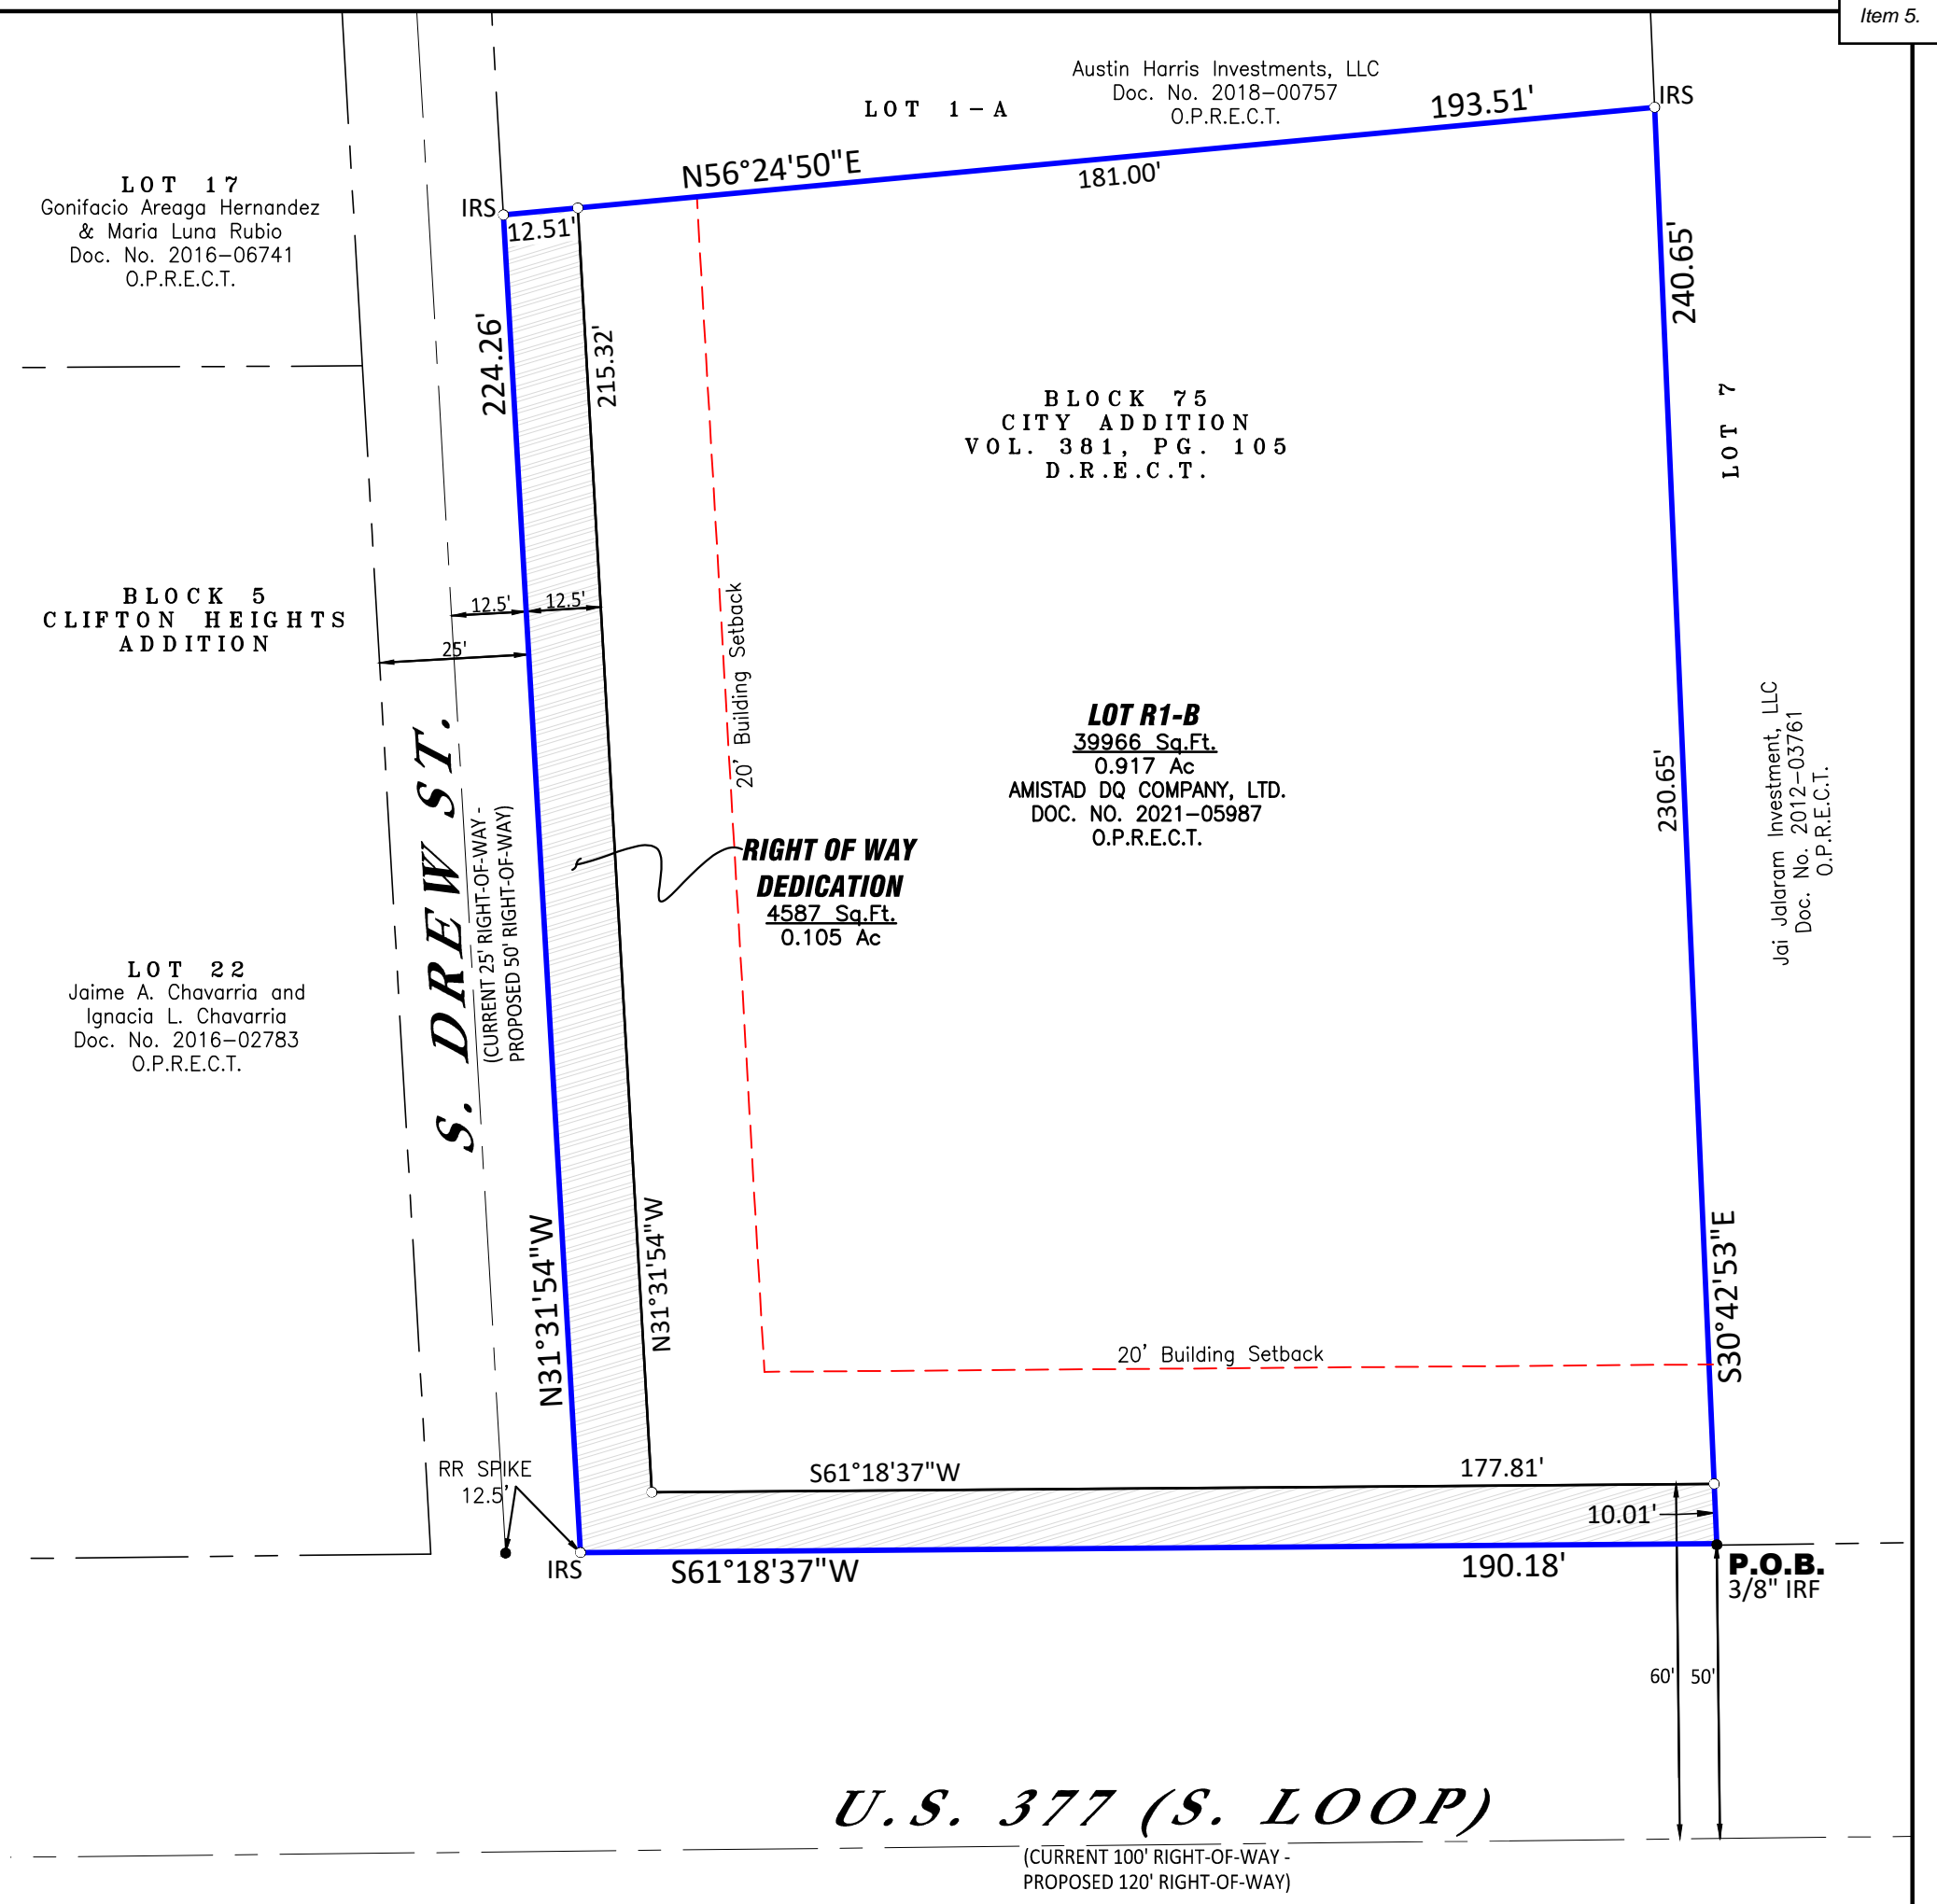 Item 5.
Austin Harris Investments, LLC
Doc. No. 2018-00757
O.P.R.E.C.T.
LOT 1-A
193.51'
IRS
N56°24'50"E
181.00'
LOT 17
Gonifacio Areaga Hernandez
& Maria Luna Rubio
Doc. No. 2016-06741
O.P.R.E.C.T.
IRS
12.51'
224.26'
215.32'
240.65'
BLOCK 75
CITY ADDITION
VOL. 381, PG. 105
D.R.E.C.T.
LOT 7
BLOCK 5
CLIFTON HEIGHTS
ADDITION
12.5'
12.5'
25'
20' Building Setback
LOT R1-B
39966 Sq.Ft.
0.917 Ac
AMISTAD DQ COMPANY, LTD.
DOC. NO. 2021-05987
O.P.R.E.C.T.
230.65'
Jai Jalaram Investment, LLC
Doc. No. 2012-03761
O.P.R.E.C.T.
S. DREW ST.
(CURRENT 25' RIGHT-OF-WAY -
PROPOSED 50' RIGHT-OF-WAY)
RIGHT OF WAY
DEDICATION
4587 Sq.Ft.
0.105 Ac
LOT 22
Jaime A. Chavarria and
Ignacia L. Chavarria
Doc. No. 2016-02783
O.P.R.E.C.T.
N31°31'54"W
N31°31'54"W
S30°42'53"E
20' Building Setback
RR SPIKE
12.5'
S61°18'37"W
177.81'
10.01'
IRS
S61°18'37"W
190.18'
P.O.B.
3/8" IRF
60'
50'
U.S. 377 (S. LOOP)
(CURRENT 100' RIGHT-OF-WAY -
PROPOSED 120' RIGHT-OF-WAY)